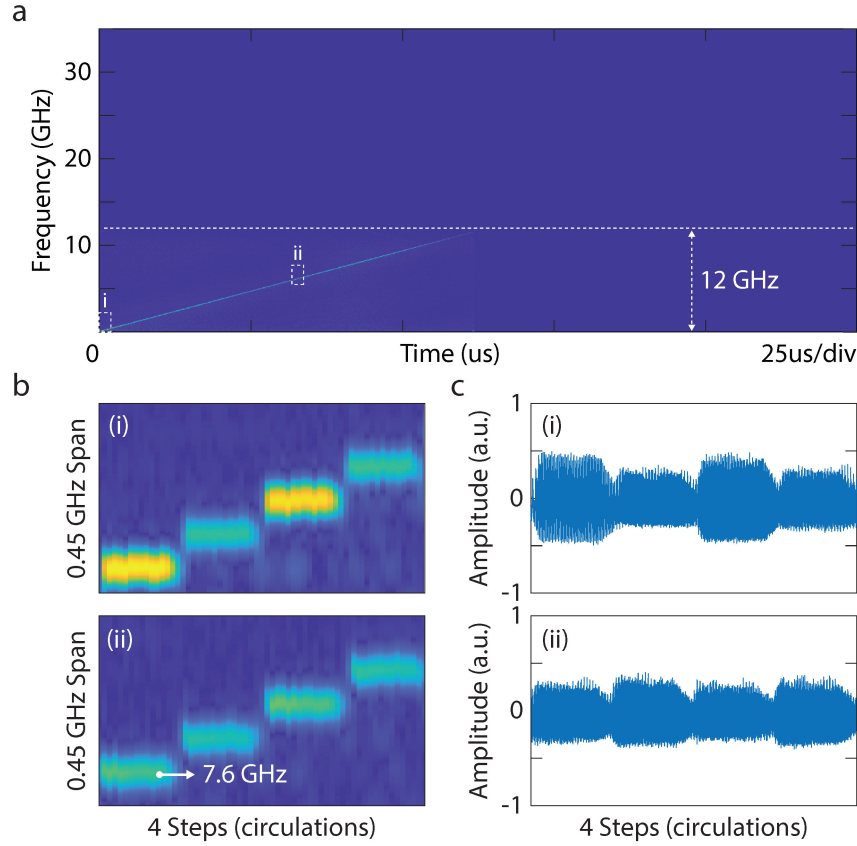 a
Frequency (GHz)
30
20
10
0
i
ii
12 GHz
Time (us)
25us/div
b
0.45 GHz Span
(i)
0.45 GHz Span
(ii)
7.6 GHz
4 Steps (circulations)
c
Amplitude (a.u.)
1
0
-1
(i)
Amplitude (a.u.)
1
0
-1
(ii)
4 Steps (circulations)